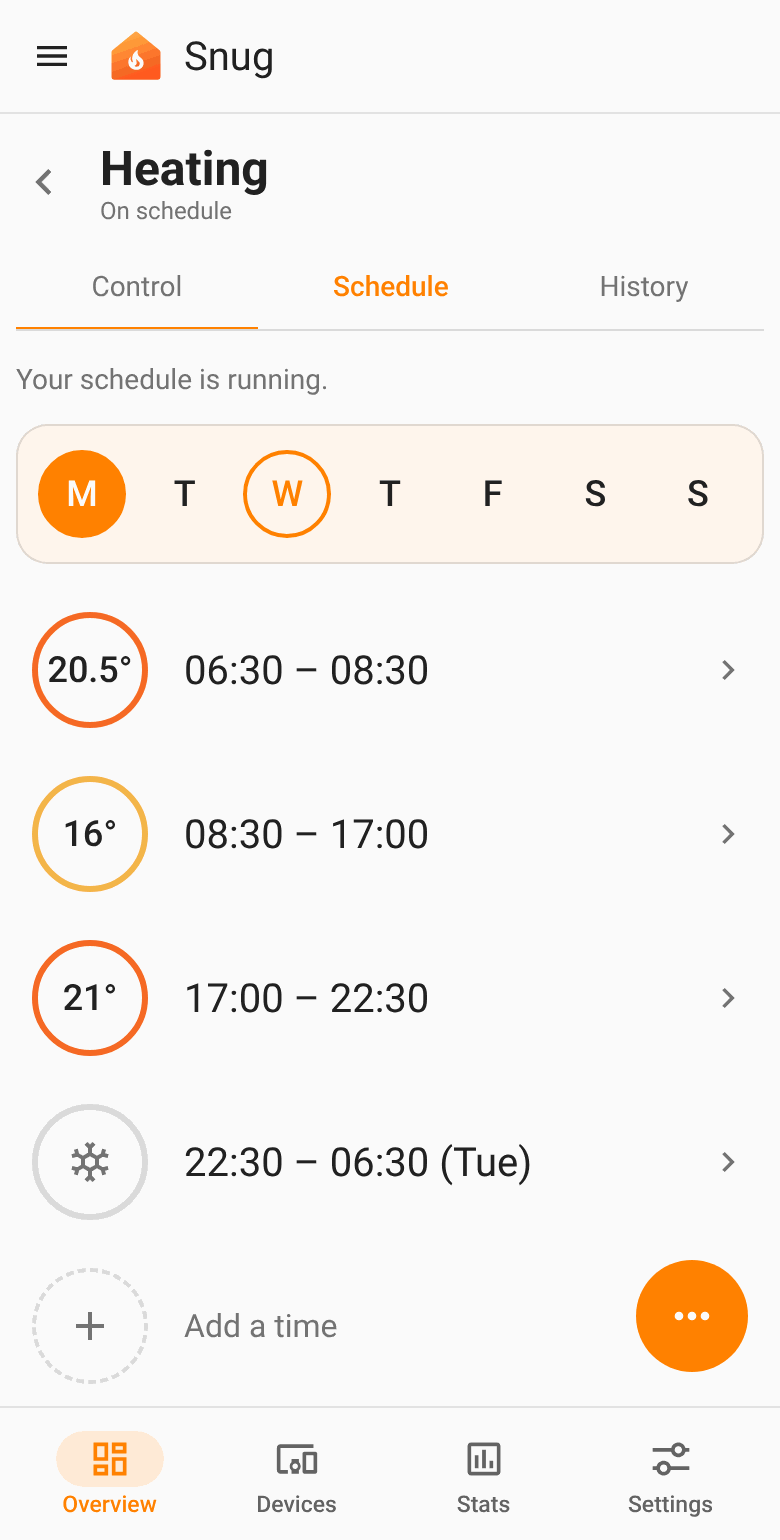 Snug
Heating
On schedule
Control Schedule History
Your schedule is running.
M T W T F S S
20.5° 06:30 – 08:30
16° 08:30 – 17:00
21° 17:00 – 22:30
22:30 – 06:30 (Tue)
Add a time
Overview Devices Stats Settings